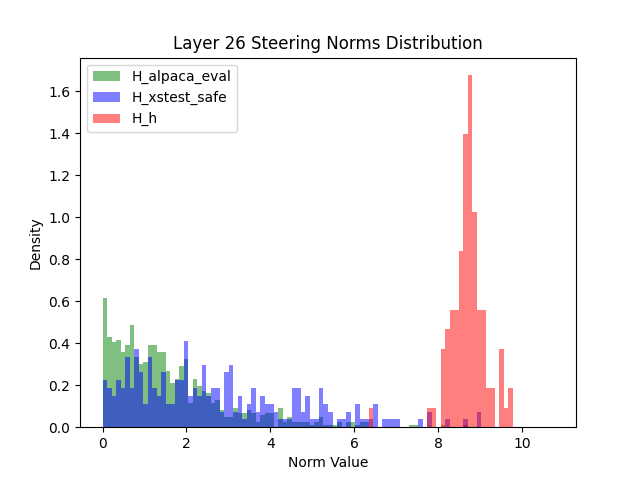 Layer 26 Steering Norms Distribution
H_alpaca_eval
H_xstest_safe
H_h
Density
1.6
1.4
1.2
1.0
0.8
0.6
0.4
0.2
0.0
0 2 4 6 8 10
Norm Value